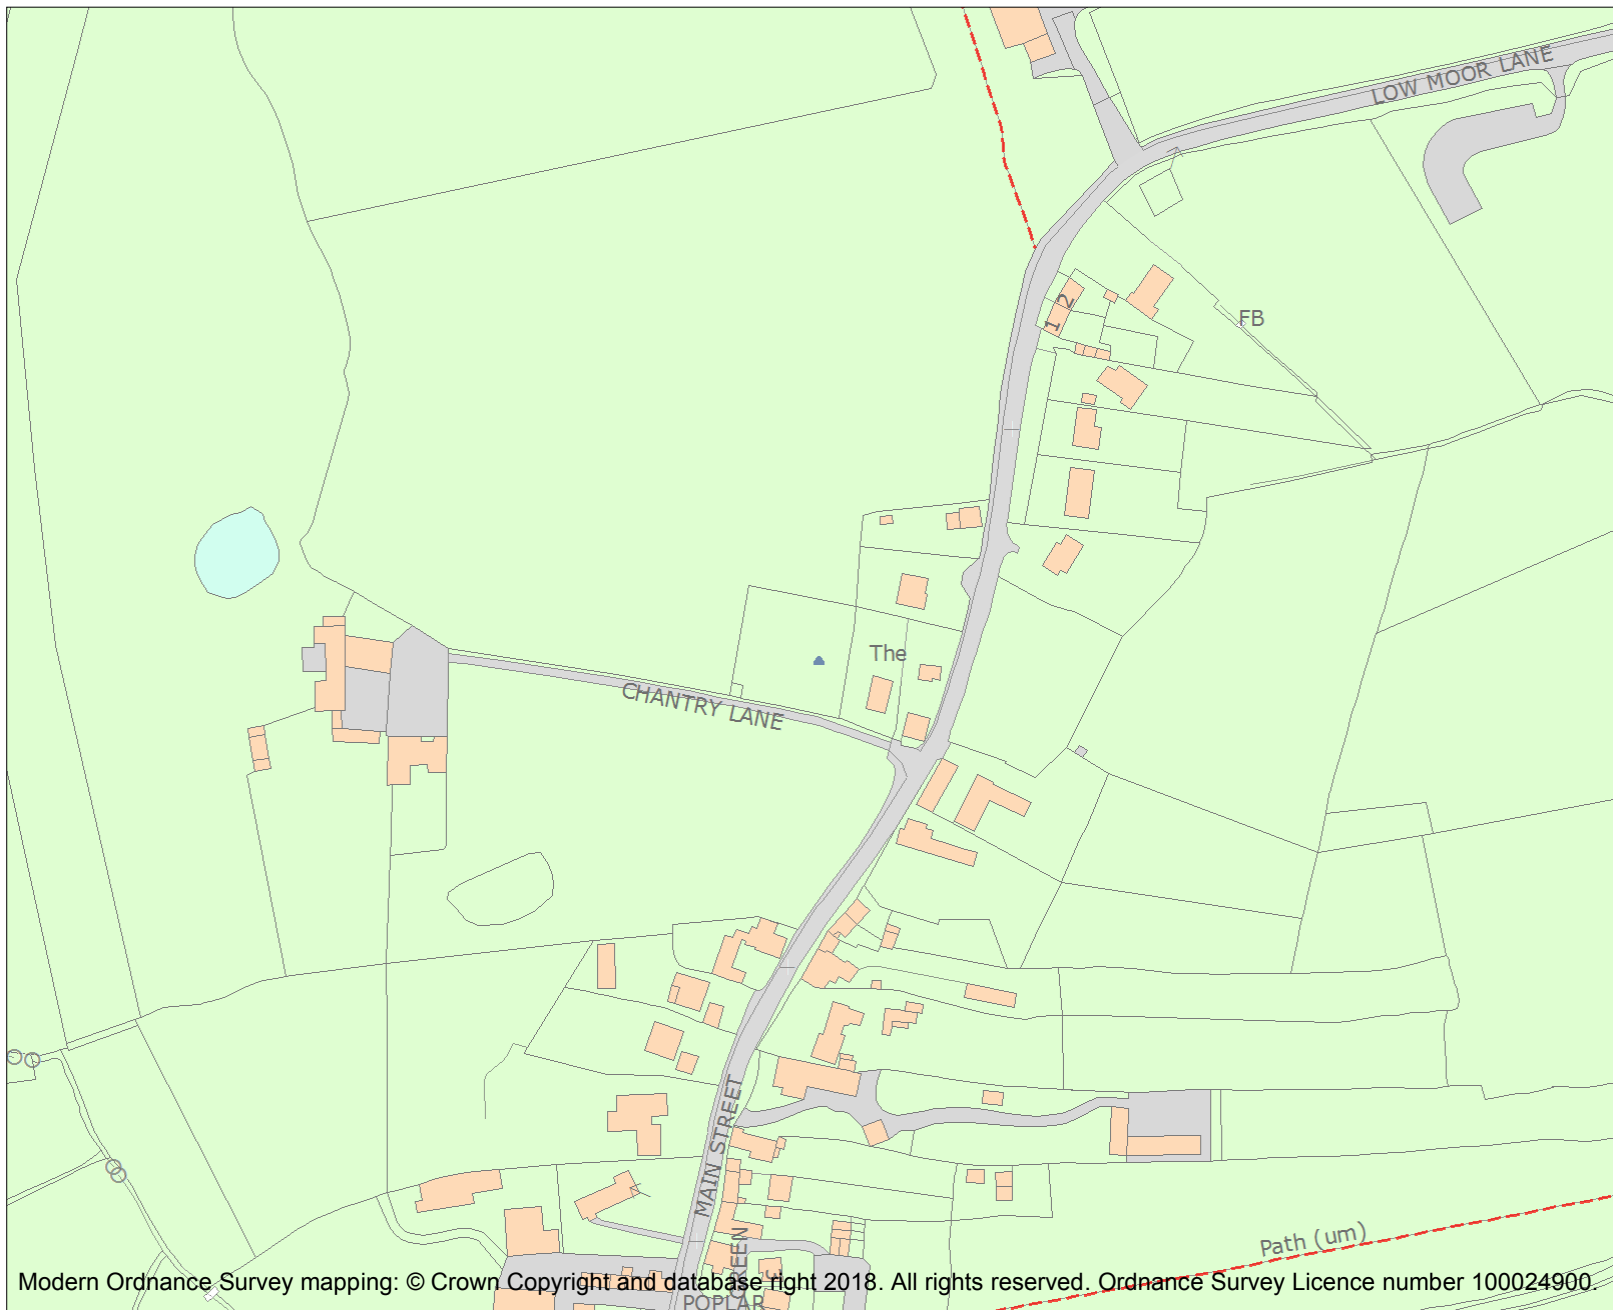 LOW MOOR LANE
2
1
FB
The
CHANTRY LANE
MAIN STREET
GREEN
Path (um)
3
POPLAR
Modern Ordnance Survey mapping: © Crown Copyright and database right 2018. All rights reserved. Ordnance Survey Licence number 100024900.